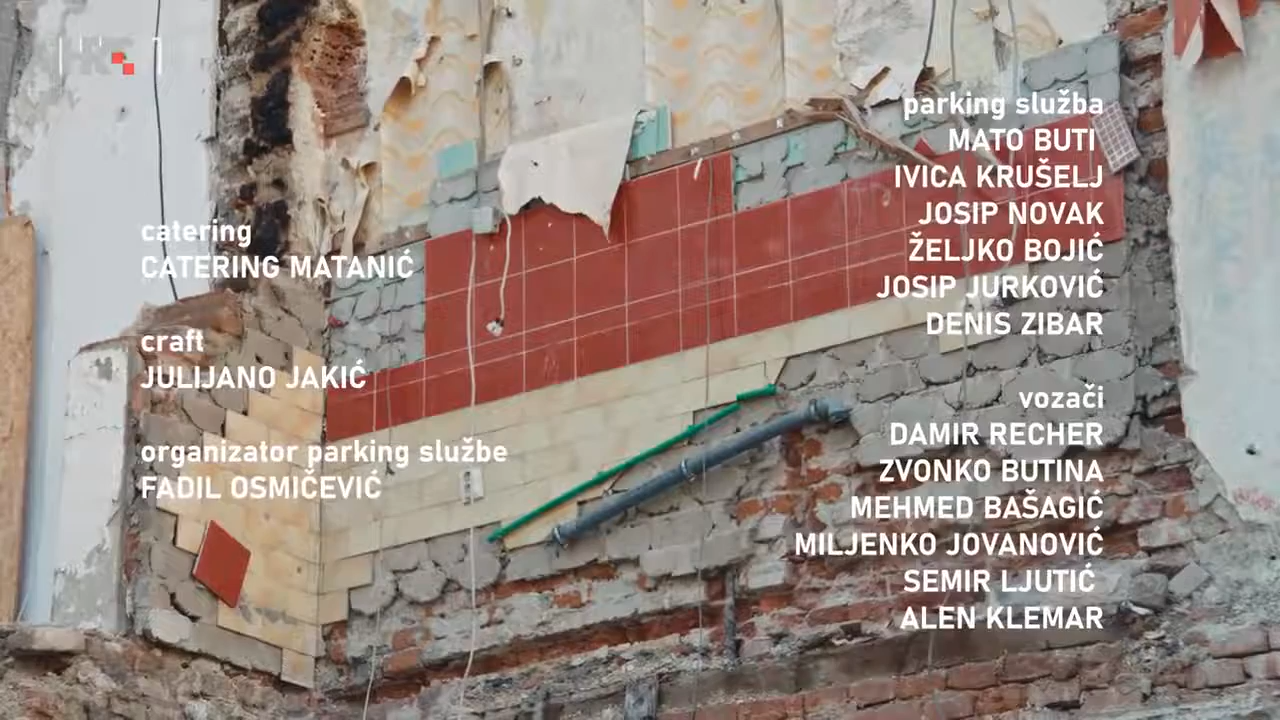 HRT 1
catering
CATERING MATANIĆ
craft
JULIJANO JAKIĆ
organizator parking službe
FADIL OSMIČEVIĆ
parking služba
MATO BUTI
IVICA KRUŠELJ
JOSIP NOVAK
ŽELJKO BOJIĆ
JOSIP JURKOVIĆ
DENIS ZIBAR
vozači
DAMIR RECHER
ZVONKO BUTINA
MEHMED BAŠAGIĆ
MILJENKO JOVANOVIĆ
SEMIR LJUTIĆ
ALEN KLEMAR